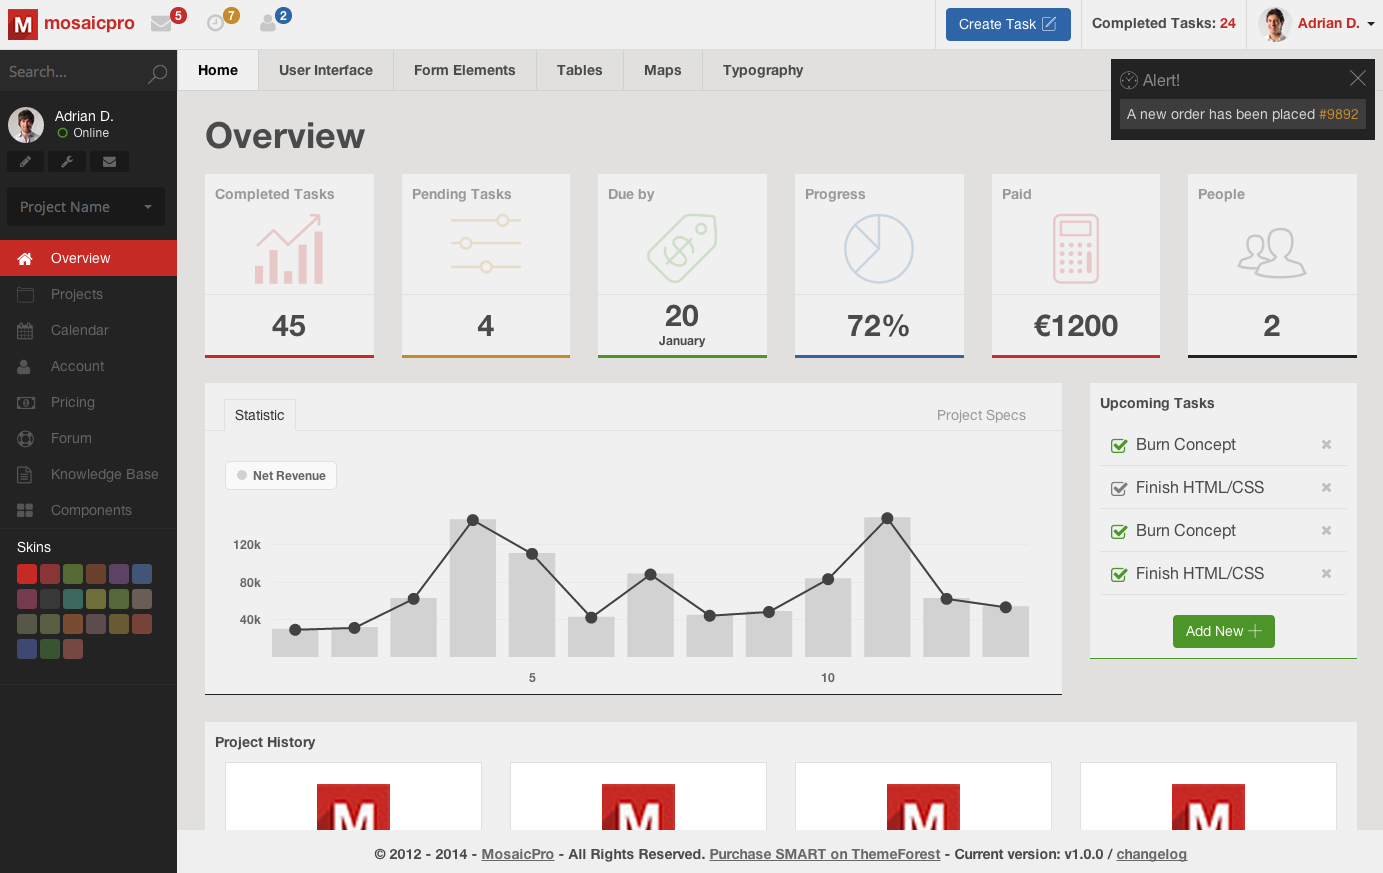 M mosaicpro 5 7 2
Create Task
Completed Tasks: 24
Adrian D.
Search...
Adrian D.
Online
Project Name
Overview
Projects
Calendar
Account
Pricing
Forum
Knowledge Base
Components
Skins
Home User Interface Form Elements Tables Maps Typography
Alert!
A new order has been placed #9892
Overview
Completed Tasks
45
Pending Tasks
4
Due by
20
January
Progress
72%
Paid
€1200
People
2
Statistic Project Specs
Net Revenue
120k
80k
40k
5 10
Upcoming Tasks
Burn Concept
Finish HTML/CSS
Burn Concept
Finish HTML/CSS
Add New
Project History
M M M M
© 2012 - 2014 - MosaicPro - All Rights Reserved. Purchase SMART on ThemeForest - Current version: v1.0.0 / changelog